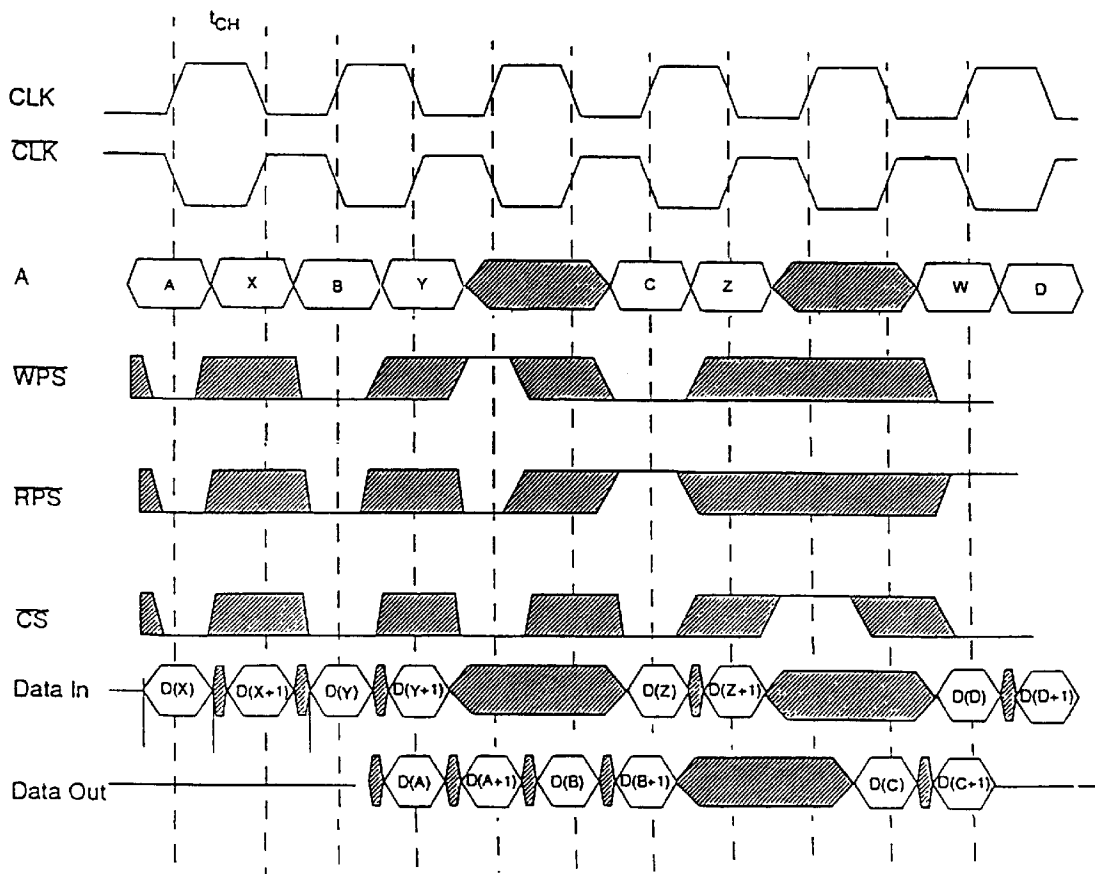 tCH
CLK
CLK
A
A X B Y C Z W D
WPS
RPS
CS
Data In
D(X) D(X+1) D(Y) D(Y+1) D(Z) D(Z+1) D(D) D(D+1)
Data Out
D(A) D(A+1) D(B) D(B+1) D(C) D(C+1)